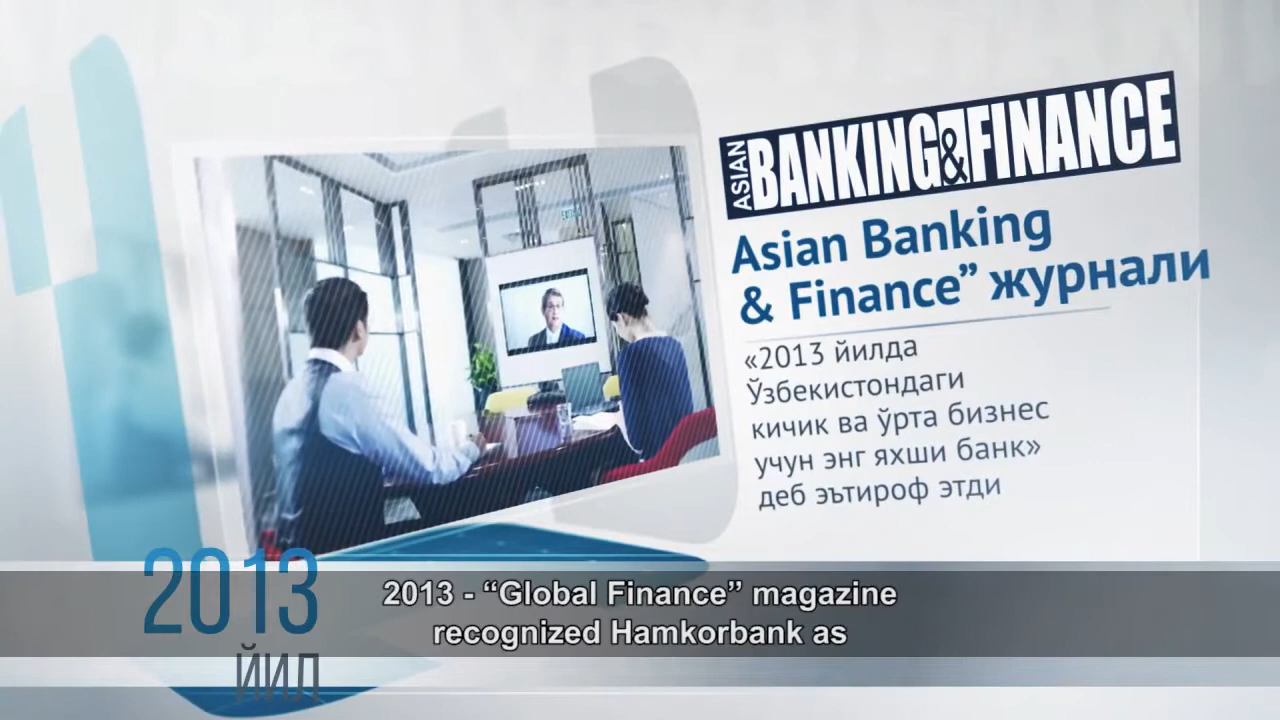 ASIAN BANKING&FINANCE
Asian Banking
& Finance” журнали
«2013 йилда
Ўзбекистондаги
кичик ва ўрта бизнес
учун энг яхши банк»
деб эътироф этди
2013
ЙИЛ
2013 - “Global Finance” magazine
recognized Hamkorbank as